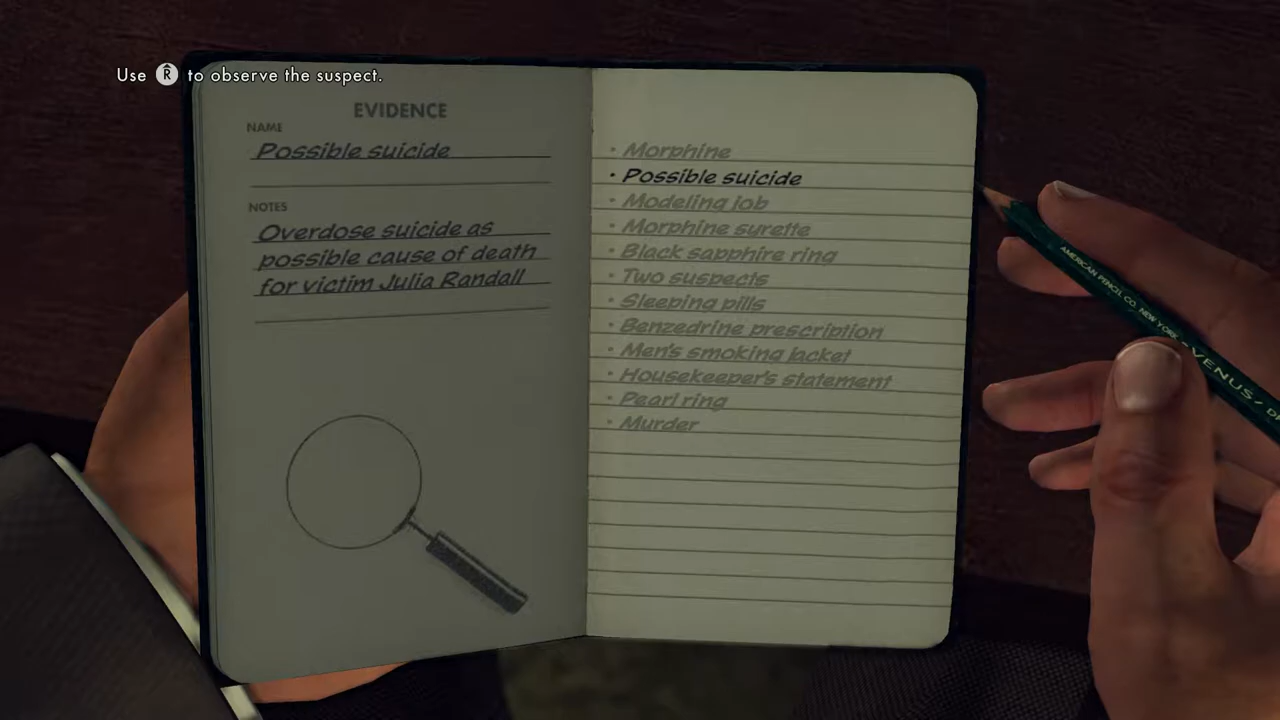 Use R to observe the suspect.
EVIDENCE
NAME
Possible suicide
NOTES
Overdose suicide as
possible cause of death
for victim Julia Randall
• Morphine
• Possible suicide
• Modeling job
• Morphine surette
• Black sapphire ring
• Two suspects
• Sleeping pills
• Benzedrine prescription
• Men's smoking jacket
• Housekeeper's statement
• Pearl ring
• Murder
AMERICAN PENCIL CO. NEW YORK VENUS